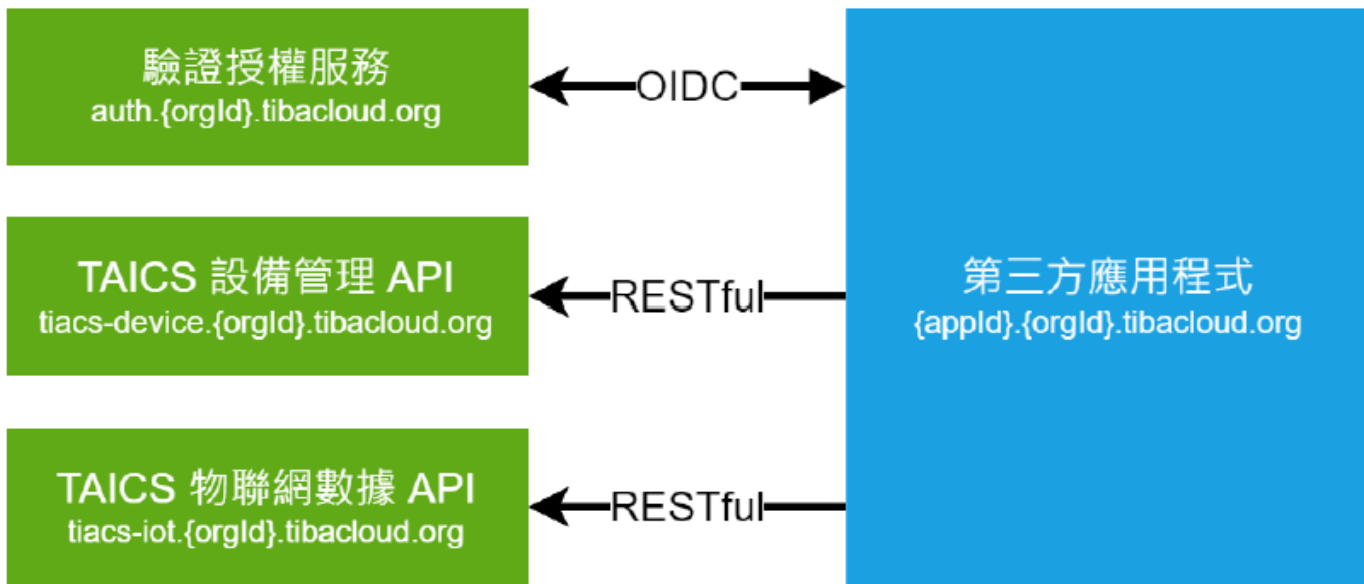 驗證授權服務
auth.{orgId}.tibacloud.org
OIDC
TAICS 設備管理 API
tiacs-device.{orgId}.tibacloud.org
RESTful
第三方應用程式
{appId}.{orgId}.tibacloud.org
TAICS 物聯網數據 API
tiacs-iot.{orgId}.tibacloud.org
RESTful